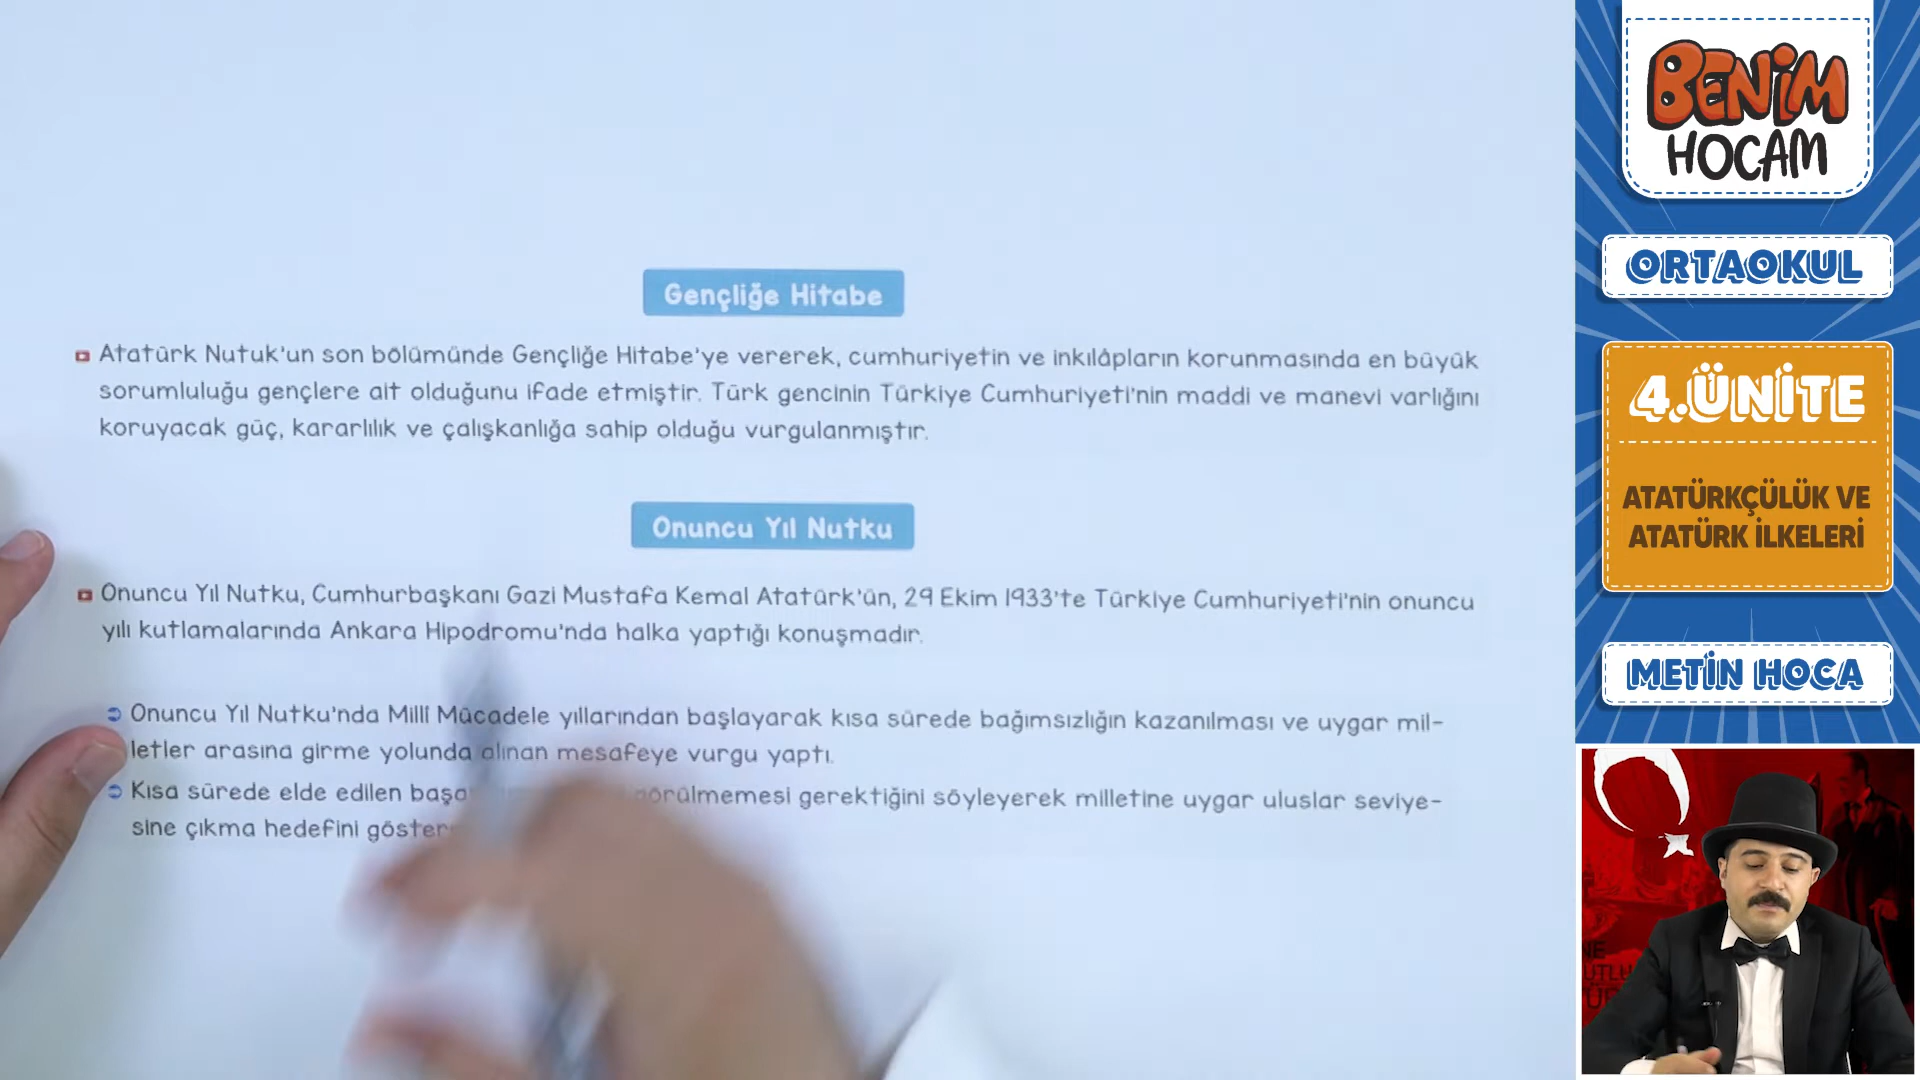 Gençliğe Hitabe
Atatürk Nutuk'un son bölümünde Gençliğe Hitabe'ye vererek, cumhuriyetin ve inkılâpların korunmasında en büyük
sorumluluğu gençlere ait olduğunu ifade etmiştir. Türk gencinin Türkiye Cumhuriyeti'nin maddi ve manevi varlığını
koruyacak güç, kararlılık ve çalışkanlığa sahip olduğu vurgulanmıştır.
Onuncu Yıl Nutku
Onuncu Yıl Nutku, Cumhurbaşkanı Gazi Mustafa Kemal Atatürk'ün, 29 Ekim 1933'te Türkiye Cumhuriyeti'nin onuncu
yılı kutlamalarında Ankara Hipodromu'nda halka yaptığı konuşmadır.
Onuncu Yıl Nutku'nda Millî Mücadele yıllarından başlayarak kısa sürede bağımsızlığın kazanılması ve uygar mil-
letler arasına girme yolunda alınan mesafeye vurgu yaptı.
Kısa sürede elde edilen gerektiğini söyleyerek milletine uygar uluslar seviye-
sine çıkma hedefini
BENİM
HOCAM
ORTAOKUL
4.ÜNİTE
ATATÜRKÇÜLÜK VE
ATATÜRK İLKELERİ
METİN HOCA